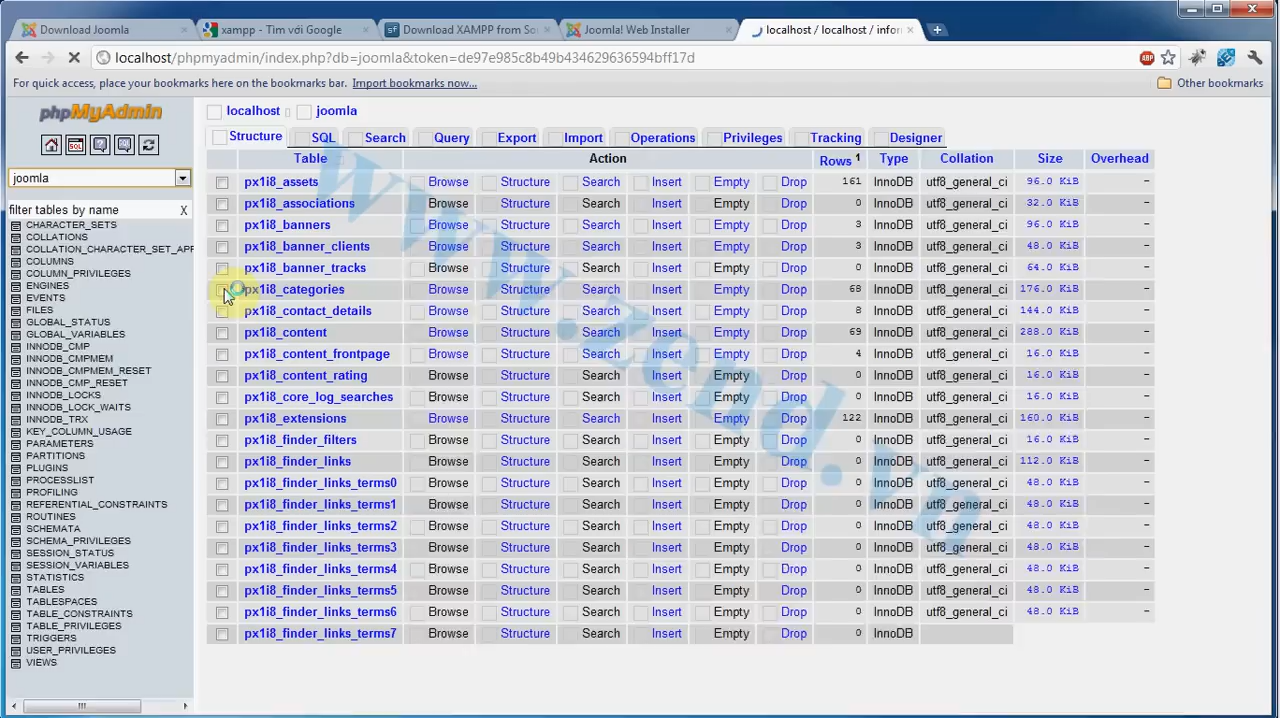 Download Joomla
xampp - Tìm với Google
Download XAMPP from So
Joomla! Web Installer
localhost / localhost / infor
localhost/phpmyadmin/index.php?db=joomla&token=de97e985c8b49b434629636594bff17d
For quick access, place your bookmarks here on the bookmarks bar. Import bookmarks now...
Other bookmarks
phpMyAdmin
localhost
joomla
Structure SQL Search Query Export Import Operations Privileges Tracking Designer
joomla
filter tables by name X
CHARACTER_SETS
COLLATIONS
COLLATION_CHARACTER_SET_APP
COLUMNS
COLUMN_PRIVILEGES
ENGINES
EVENTS
FILES
GLOBAL_STATUS
GLOBAL_VARIABLES
INNODB_CMP
INNODB_CMPMEM
INNODB_CMPMEM_RESET
INNODB_CMP_RESET
INNODB_LOCKS
INNODB_LOCK_WAITS
INNODB_TRX
KEY_COLUMN_USAGE
PARAMETERS
PARTITIONS
PLUGINS
PROCESSLIST
PROFILING
REFERENTIAL_CONSTRAINTS
ROUTINES
SCHEMATA
SCHEMA_PRIVILEGES
SESSION_STATUS
SESSION_VARIABLES
STATISTICS
TABLES
TABLESPACES
TABLE_CONSTRAINTS
TABLE_PRIVILEGES
TRIGGERS
USER_PRIVILEGES
VIEWS
Table Action Rows 1 Type Collation Size Overhead
px1i8_assets Browse Structure Search Insert Empty Drop 161 InnoDB utf8_general_ci 96.0 KiB -
px1i8_associations Browse Structure Search Insert Empty Drop 0 InnoDB utf8_general_ci 32.0 KiB -
px1i8_banners Browse Structure Search Insert Empty Drop 3 InnoDB utf8_general_ci 96.0 KiB -
px1i8_banner_clients Browse Structure Search Insert Empty Drop 3 InnoDB utf8_general_ci 48.0 KiB -
px1i8_banner_tracks Browse Structure Search Insert Empty Drop 0 InnoDB utf8_general_ci 64.0 KiB -
px1i8_categories Browse Structure Search Insert Empty Drop 68 InnoDB utf8_general_ci 176.0 KiB -
px1i8_contact_details Browse Structure Search Insert Empty Drop 8 InnoDB utf8_general_ci 144.0 KiB -
px1i8_content Browse Structure Search Insert Empty Drop 69 InnoDB utf8_general_ci 288.0 KiB -
px1i8_content_frontpage Browse Structure Search Insert Empty Drop 4 InnoDB utf8_general_ci 16.0 KiB -
px1i8_content_rating Browse Structure Search Insert Empty Drop 0 InnoDB utf8_general_ci 16.0 KiB -
px1i8_core_log_searches Browse Structure Search Insert Empty Drop 0 InnoDB utf8_general_ci 16.0 KiB -
px1i8_extensions Browse Structure Search Insert Empty Drop 122 InnoDB utf8_general_ci 160.0 KiB -
px1i8_finder_filters Browse Structure Search Insert Empty Drop 0 InnoDB utf8_general_ci 16.0 KiB -
px1i8_finder_links Browse Structure Search Insert Empty Drop 0 InnoDB utf8_general_ci 112.0 KiB -
px1i8_finder_links_terms0 Browse Structure Search Insert Empty Drop 0 InnoDB utf8_general_ci 48.0 KiB -
px1i8_finder_links_terms1 Browse Structure Search Insert Empty Drop 0 InnoDB utf8_general_ci 48.0 KiB -
px1i8_finder_links_terms2 Browse Structure Search Insert Empty Drop 0 InnoDB utf8_general_ci 48.0 KiB -
px1i8_finder_links_terms3 Browse Structure Search Insert Empty Drop 0 InnoDB utf8_general_ci 48.0 KiB -
px1i8_finder_links_terms4 Browse Structure Search Insert Empty Drop 0 InnoDB utf8_general_ci 48.0 KiB -
px1i8_finder_links_terms5 Browse Structure Search Insert Empty Drop 0 InnoDB utf8_general_ci 48.0 KiB -
px1i8_finder_links_terms6 Browse Structure Search Insert Empty Drop 0 InnoDB utf8_general_ci 48.0 KiB -
px1i8_finder_links_terms7 Browse Structure Search Insert Empty Drop 0 InnoDB
www.zend.vn